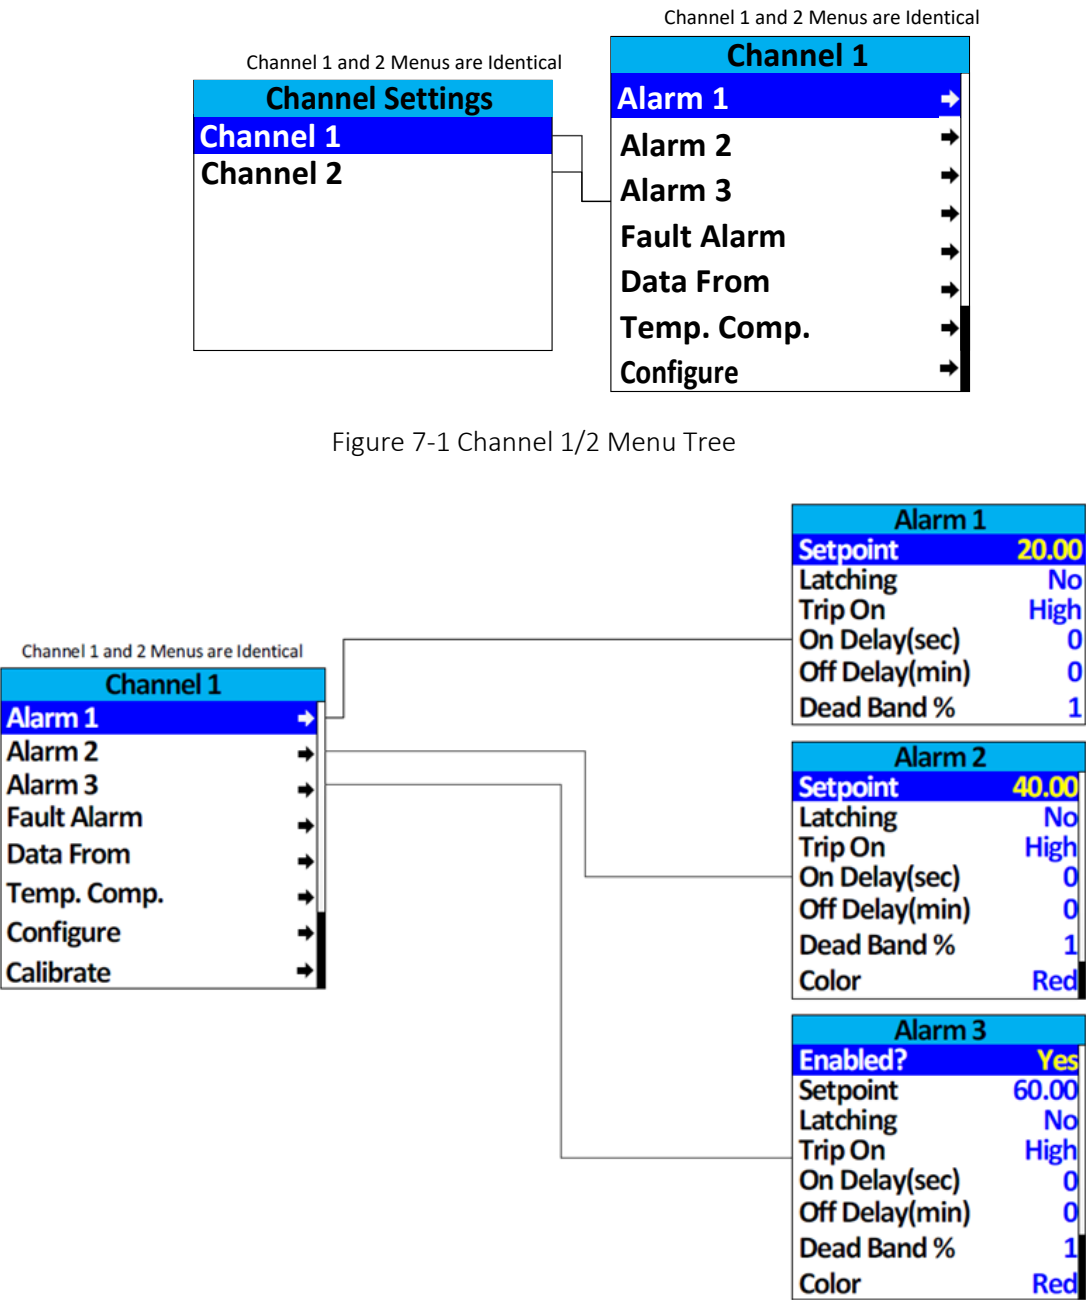 Channel 1 and 2 Menus are Identical
Channel Settings
Channel 1
Channel 2
Channel 1 and 2 Menus are Identical
Channel 1
Alarm 1
Alarm 2
Alarm 3
Fault Alarm
Data From
Temp. Comp.
Configure
Figure 7-1 Channel 1/2 Menu Tree
Channel 1 and 2 Menus are Identical
Channel 1
Alarm 1
Alarm 2
Alarm 3
Fault Alarm
Data From
Temp. Comp.
Configure
Calibrate
Alarm 1
Setpoint 20.00
Latching No
Trip On High
On Delay(sec) 0
Off Delay(min) 0
Dead Band % 1
Alarm 2
Setpoint 40.00
Latching No
Trip On High
On Delay(sec) 0
Off Delay(min) 0
Dead Band % 1
Color Red
Alarm 3
Enabled? Yes
Setpoint 60.00
Latching No
Trip On High
On Delay(sec) 0
Off Delay(min) 0
Dead Band % 1
Color Red